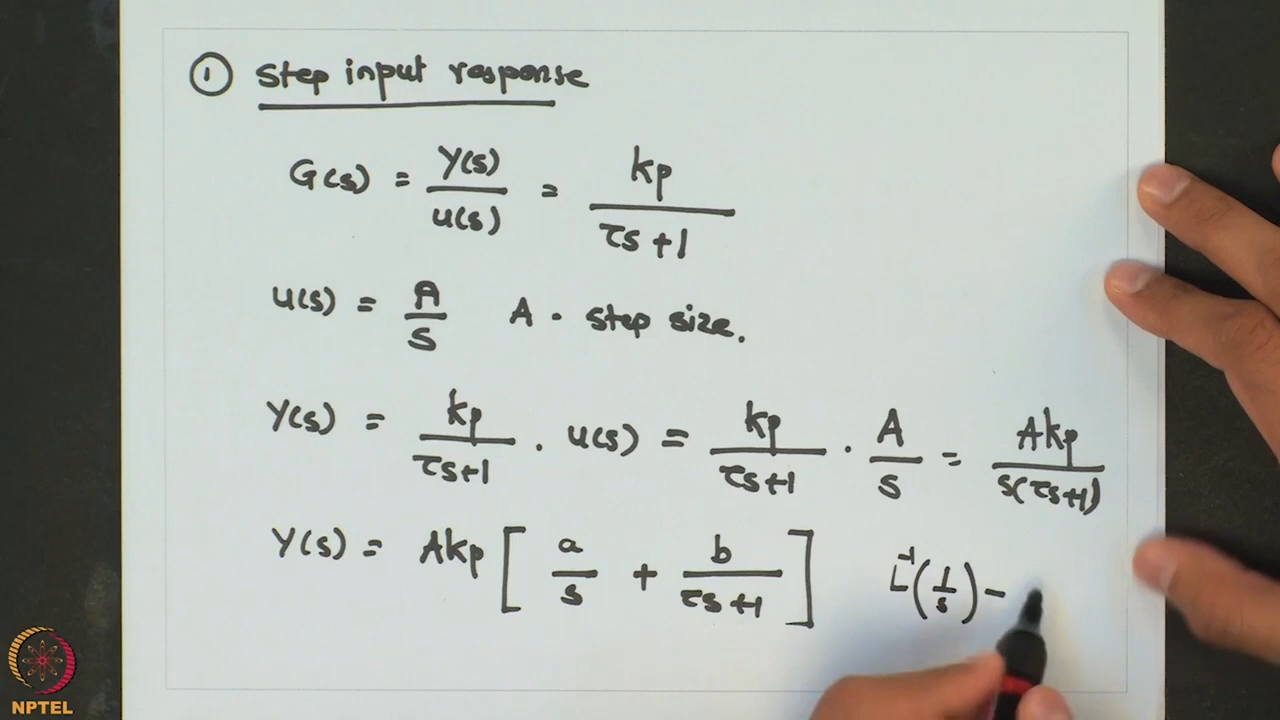 ① Step input response
G(s) = Y(s)/u(s) = kp/(τs+1)
u(s) = A/s   A - step size.
Y(s) = kp/(τs+1) . u(s) = kp/(τs+1) . A/s = Akp/(s(τs+1))
Y(s) = Akp [ a/s + b/(τs+1) ]   L⁻¹(1/s) -
NPTEL